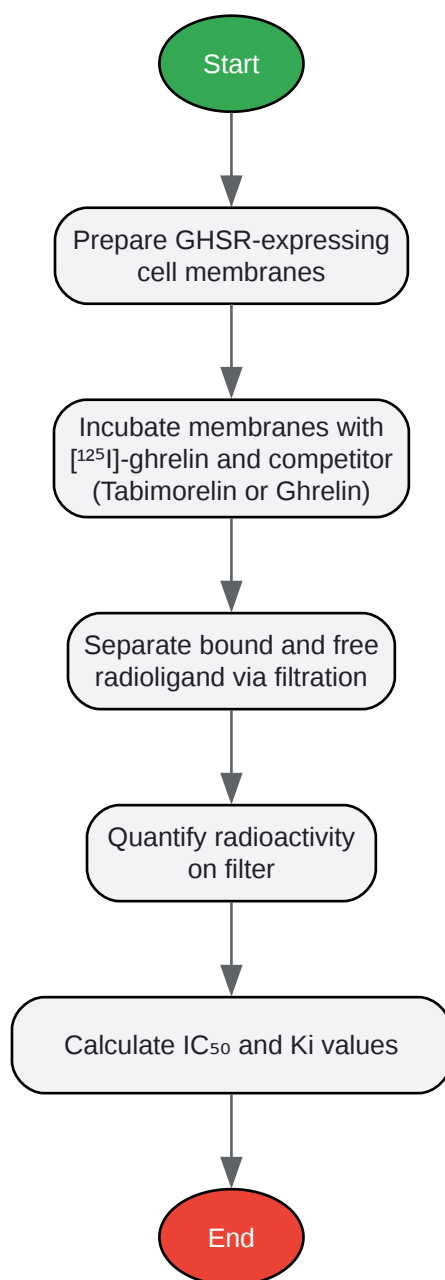 Start
Prepare GHSR-expressing
cell membranes
Incubate membranes with
[¹²⁵I]-ghrelin and competitor
(Tabimorelin or Ghrelin)
Separate bound and free
radioligand via filtration
Quantify radioactivity
on filter
Calculate IC₅₀ and Ki values
End